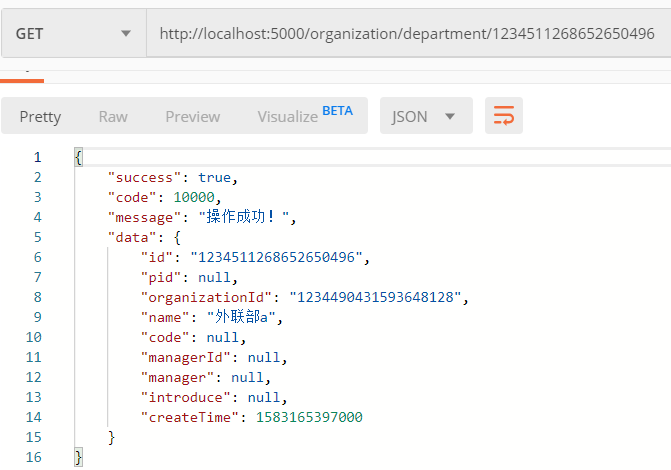 GET http://localhost:5000/organization/department/1234511268652650496
Pretty Raw Preview Visualize BETA JSON
1 {
2 "success": true,
3 "code": 10000,
4 "message": "操作成功！",
5 "data": {
6 "id": "1234511268652650496",
7 "pid": null,
8 "organizationId": "1234490431593648128",
9 "name": "外联部a",
10 "code": null,
11 "managerId": null,
12 "manager": null,
13 "introduce": null,
14 "createTime": 1583165397000
15 }
16 }